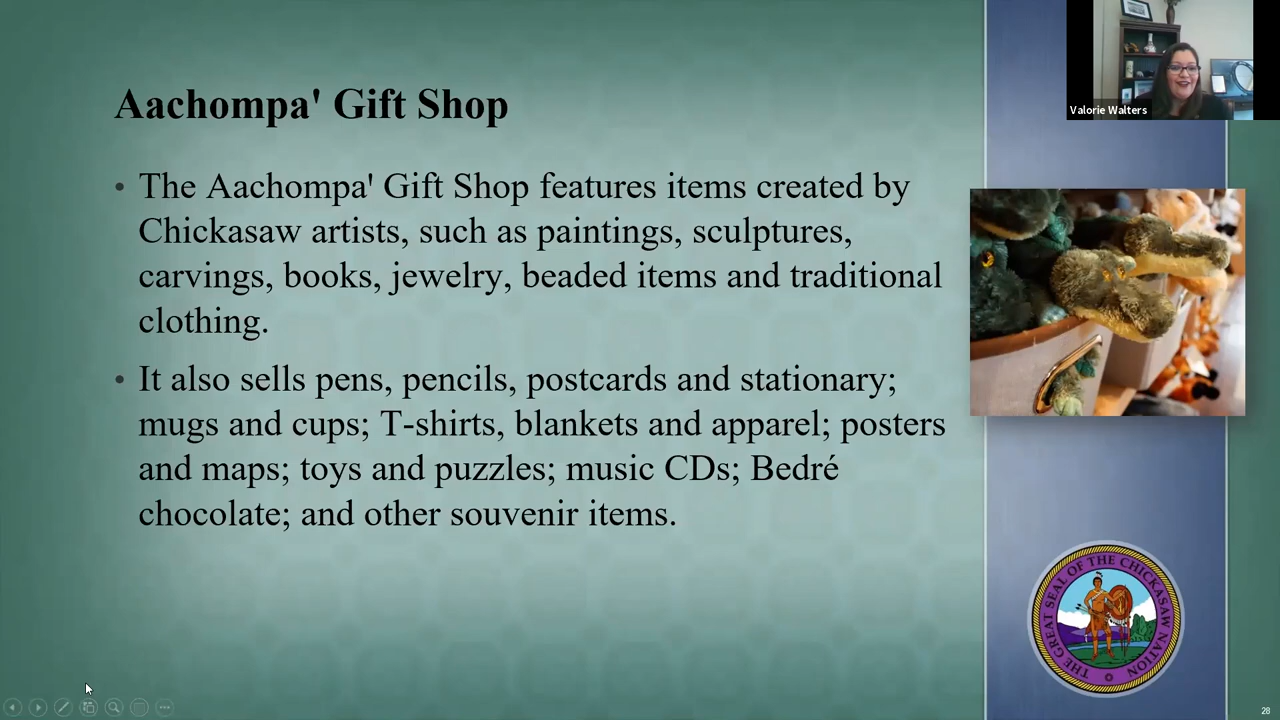 Aachompa' Gift Shop
• The Aachompa' Gift Shop features items created by
Chickasaw artists, such as paintings, sculptures,
carvings, books, jewelry, beaded items and traditional
clothing.
• It also sells pens, pencils, postcards and stationary;
mugs and cups; T-shirts, blankets and apparel; posters
and maps; toys and puzzles; music CDs; Bedré
chocolate; and other souvenir items.
Valorie Walters
THE GREAT SEAL OF THE CHICKASAW NATION
28